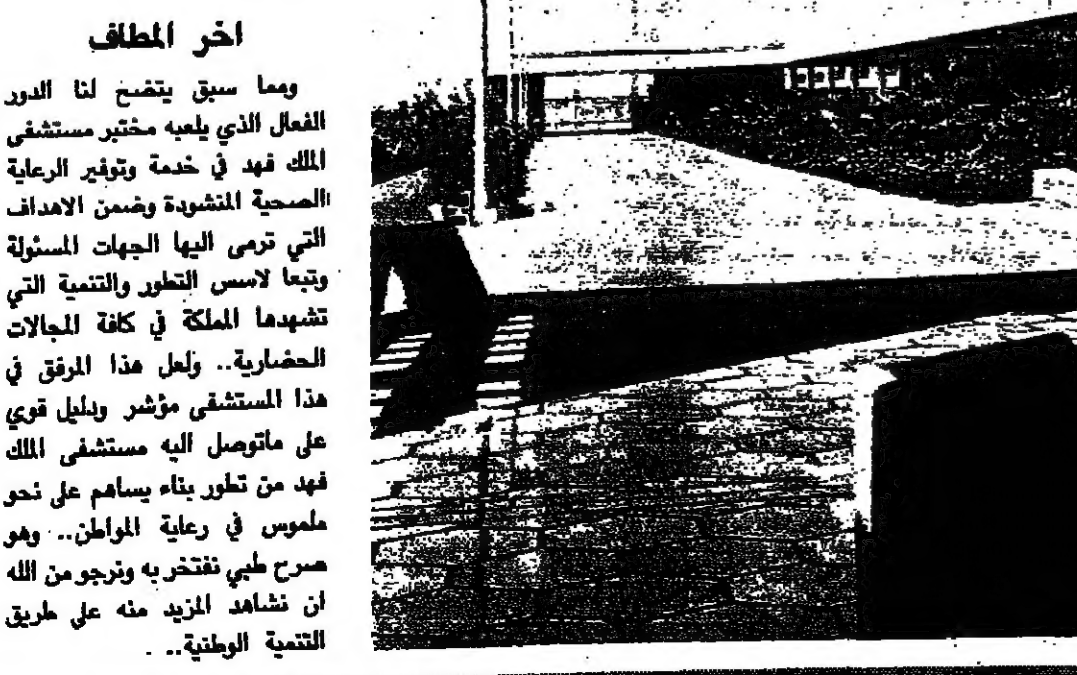 اخر المطاف
ومما سبق يتضح لنا الدور
الفعال الذي يلعبه مختبر مستشفى
الملك فهد في خدمة وتوفير الرعاية
الصحية المنشودة وضمن الاهداف
التي ترمى اليها الجهات المسئولة
وتبعا لاسس التطور والتنمية التي
تشهدها المملكة في كافة المجالات
الحضارية.. ولعل هذا المرفق في
هذا المستشفى مؤشر ودليل قوي
على ماتوصل اليه مستشفى الملك
فهد من تطور بناء يساهم على نحو
ملموس في رعاية المواطن.. وهو
صرح طبي نفتخر به ونرجو من الله
ان نشاهد المزيد منه على طريق
التنمية الوطنية..